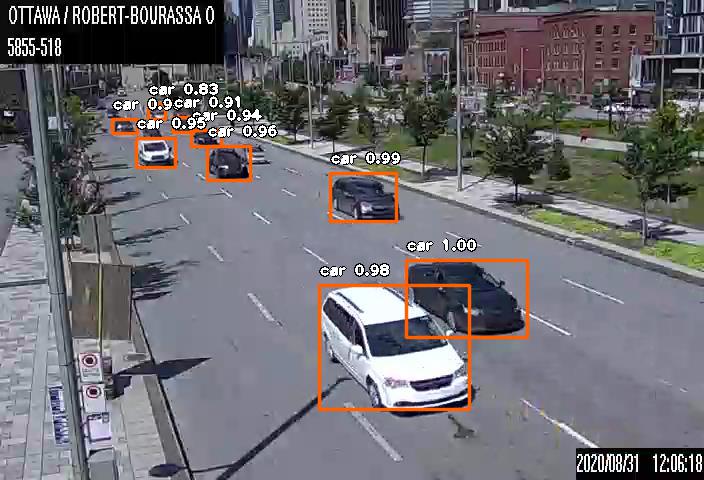 OTTAWA / ROBERT-BOURASSA O
5855-518
car 0.83
car 0.9
car 0.91
car 0.94
car 0.95
car 0.96
car 0.99
car 1.00
car 0.98
2020/08/31 12:06:18